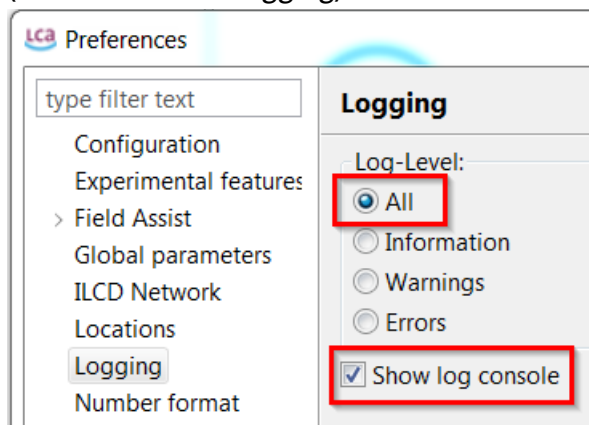 LCA Preferences
type filter text
Configuration
Experimental features
> Field Assist
Global parameters
ILCD Network
Locations
Logging
Number format
Logging
Log-Level:
All
Information
Warnings
Errors
Show log console